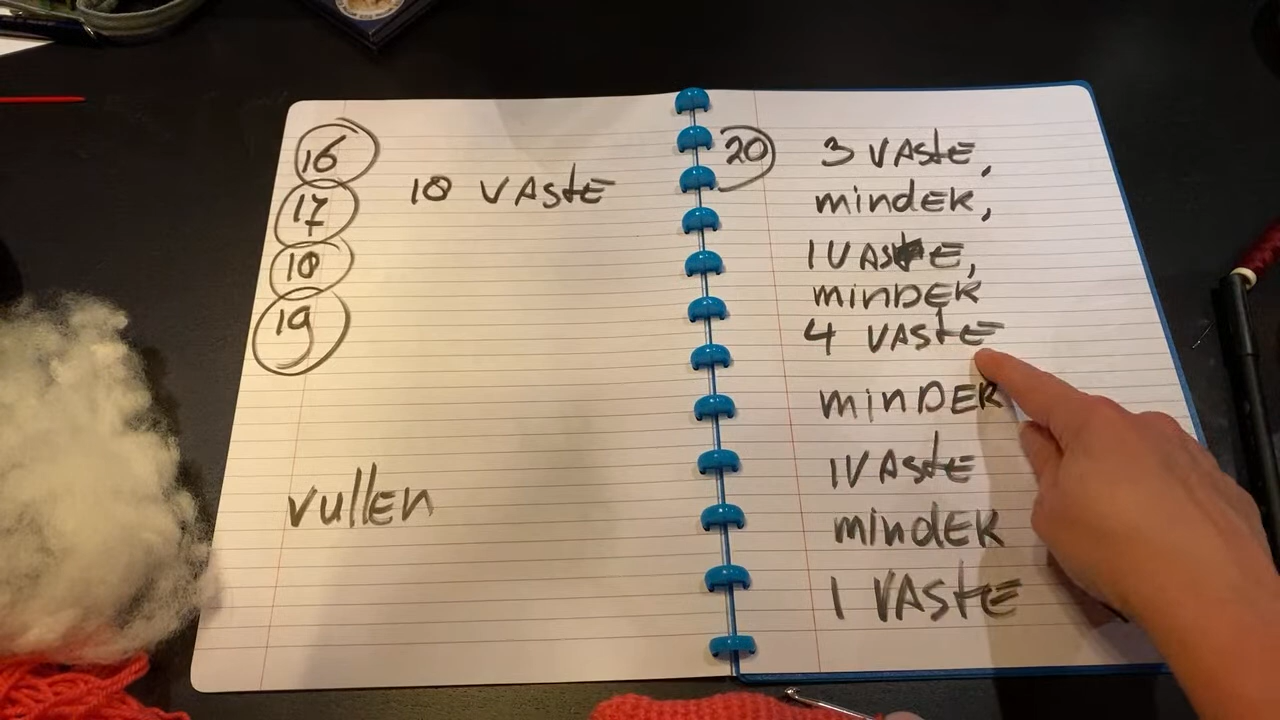 16
17
18
19
18 VASTE
vullEn
20
3 VASTE,
mindER,
1 VASTE,
minDER
4 VASTE
minDER
1 VASTE
mindER
1 VASTE